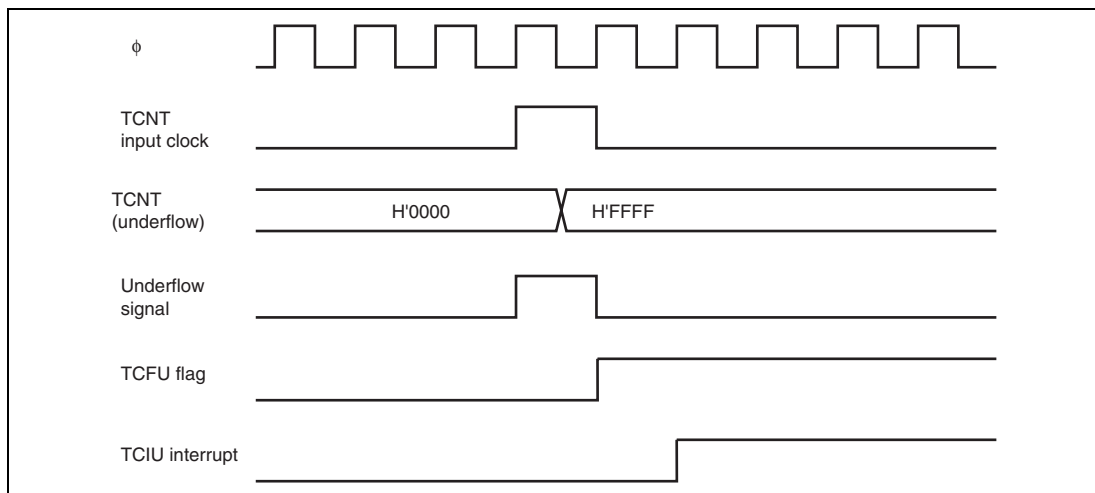 ϕ
TCNT
input clock
TCNT
(underflow)
H'0000
H'FFFF
Underflow
signal
TCFU flag
TCIU interrupt